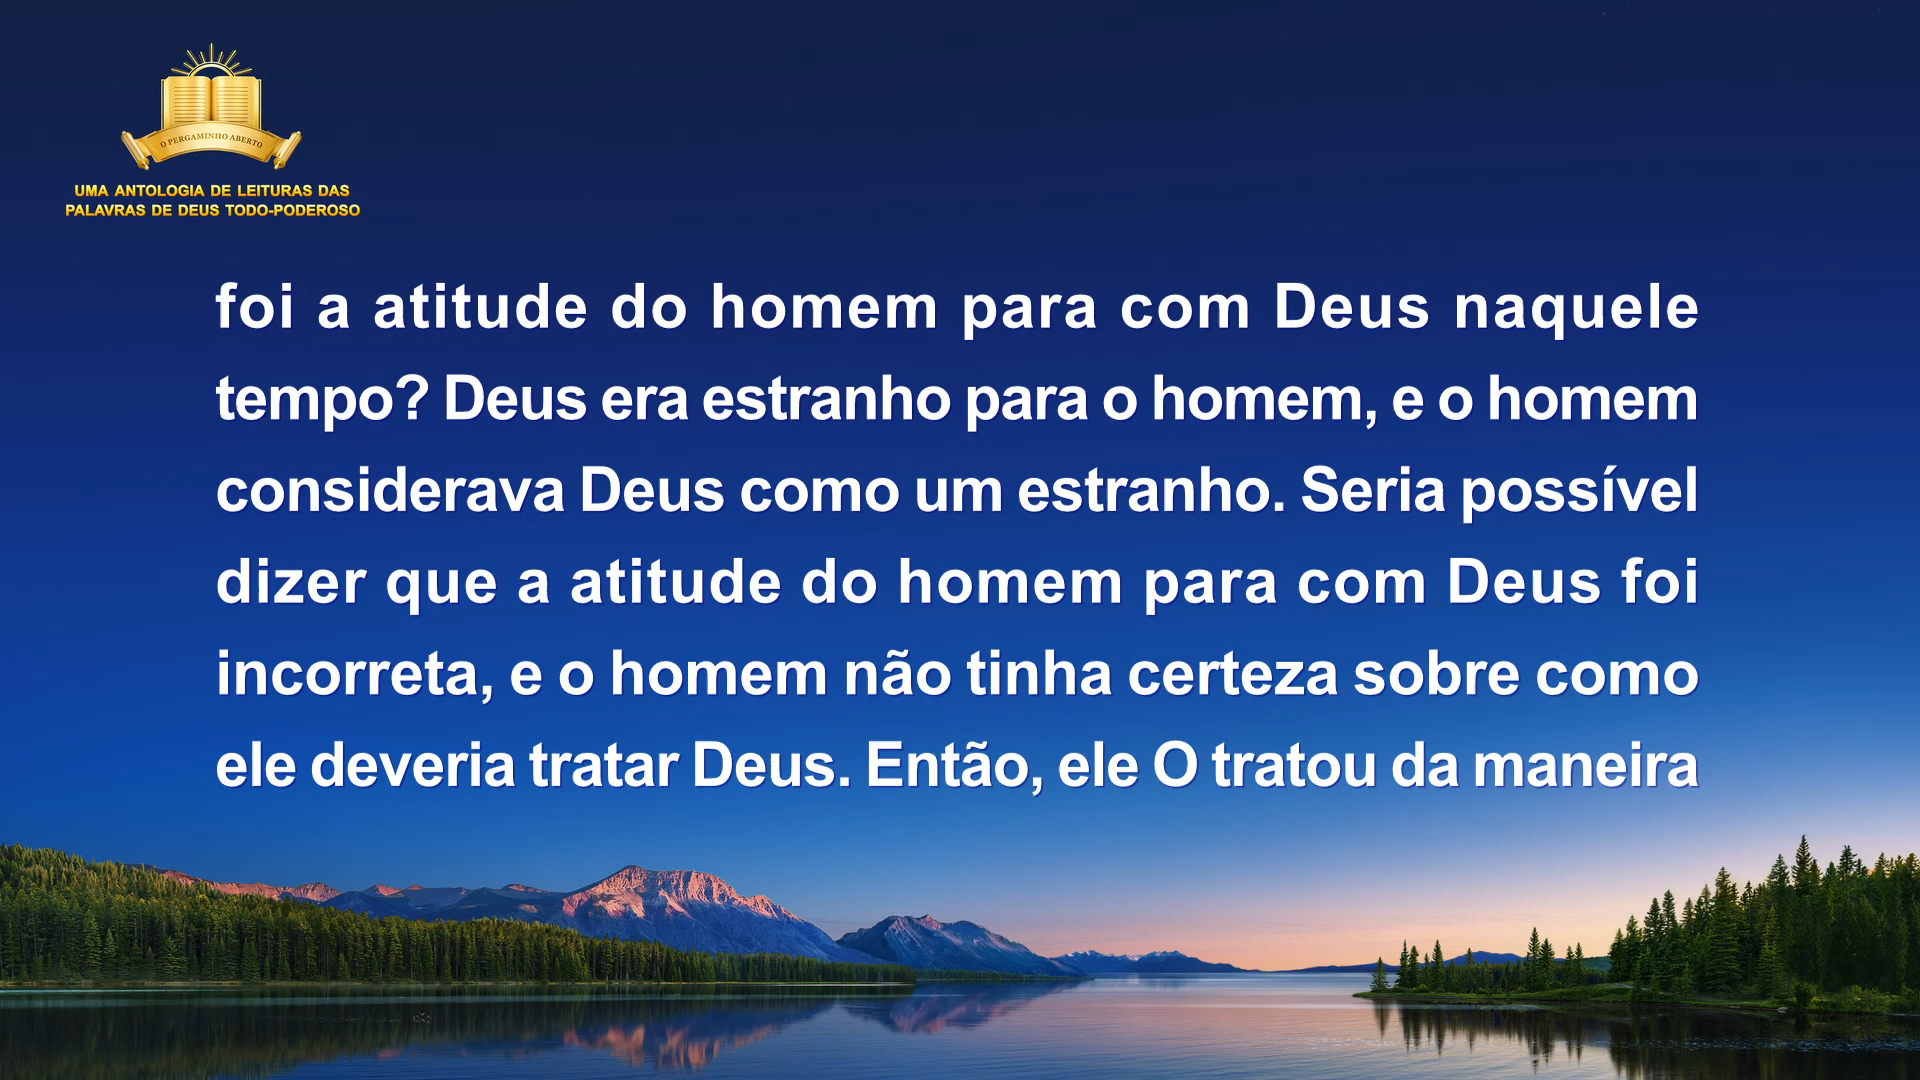 O PERGAMINHO ABERTO
UMA ANTOLOGIA DE LEITURAS DAS
PALAVRAS DE DEUS TODO-PODEROSO
foi a atitude do homem para com Deus naquele
tempo? Deus era estranho para o homem, e o homem
considerava Deus como um estranho. Seria possível
dizer que a atitude do homem para com Deus foi
incorreta, e o homem não tinha certeza sobre como
ele deveria tratar Deus. Então, ele O tratou da maneira